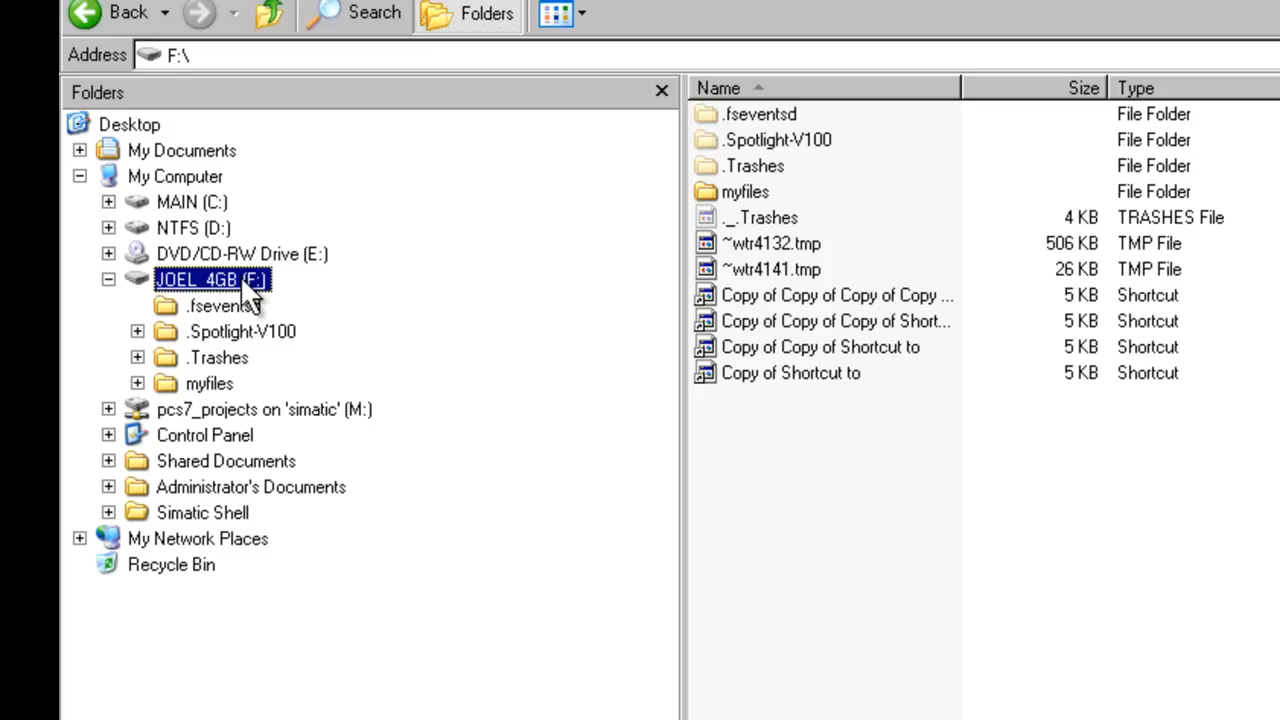 Back
Search
Folders
Address F:\
Folders
Desktop
My Documents
My Computer
MAIN (C:)
NTFS (D:)
DVD/CD-RW Drive (E:)
JOEL_4GB (F:)
.fseventsd
.Spotlight-V100
.Trashes
myfiles
pcs7_projects on 'simatic' (M:)
Control Panel
Shared Documents
Administrator's Documents
Simatic Shell
My Network Places
Recycle Bin
Name Size Type
.fseventsd File Folder
.Spotlight-V100 File Folder
.Trashes File Folder
myfiles File Folder
._.Trashes 4 KB TRASHES File
~wtr4132.tmp 506 KB TMP File
~wtr4141.tmp 26 KB TMP File
Copy of Copy of Copy of Copy ... 5 KB Shortcut
Copy of Copy of Copy of Short... 5 KB Shortcut
Copy of Copy of Shortcut to 5 KB Shortcut
Copy of Shortcut to 5 KB Shortcut